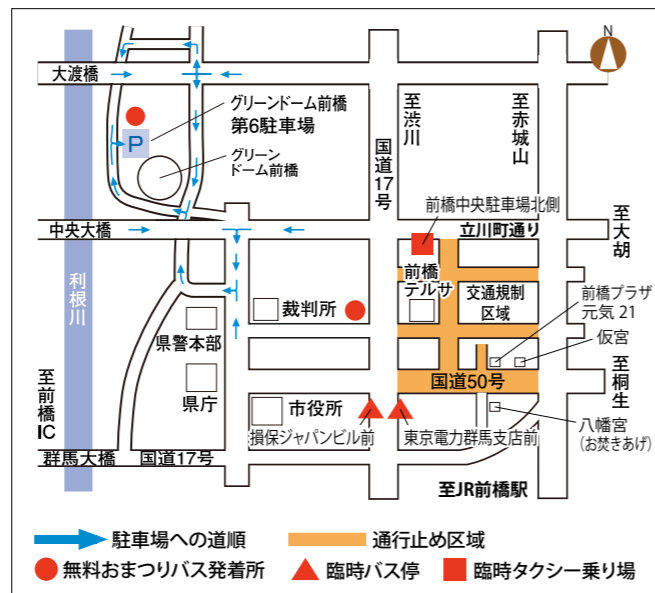 N
大渡橋
グリーンドーム前橋
第6駐車場
P
グリーン
ドーム前橋
国道17号
至渋川
至赤城山
前橋中央駐車場北側
立川町通り
至大胡
中央大橋
利根川
前橋
テルサ
交通規制
区域
前橋プラザ
元気21
裁判所
仮宮
県警本部
県庁
国道50号
至桐生
至前橋IC
市役所
損保ジャパンビル前
東京電力群馬支店前
八幡宮
(お焚きあげ)
群馬大橋
国道17号
至JR前橋駅
駐車場への道順
通行止め区域
無料おまつりバス発着所
臨時バス停
臨時タクシー乗り場